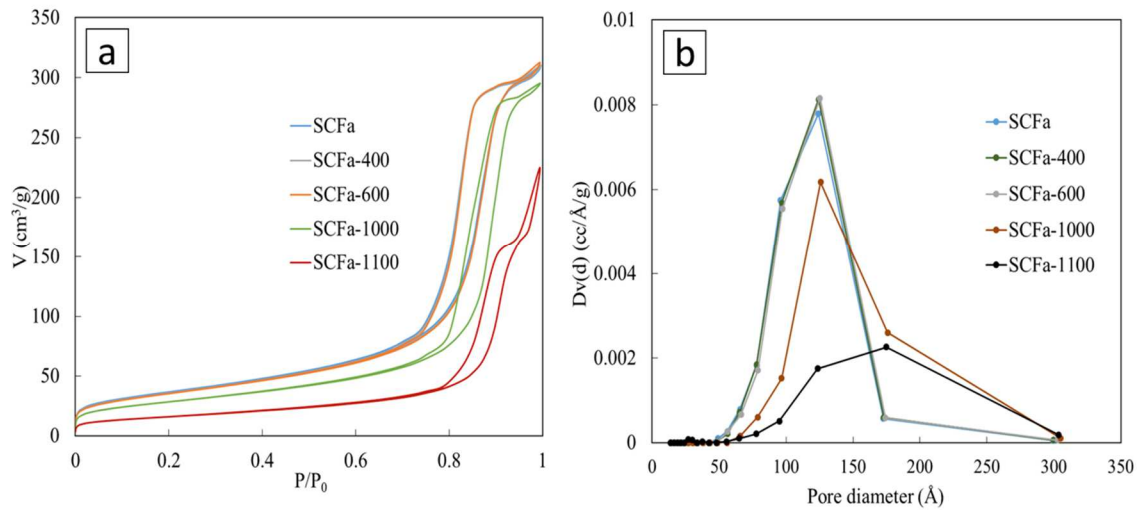 a
V (cm³/g)
350
300
250
200
150
100
50
0
SCFa
SCFa-400
SCFa-600
SCFa-1000
SCFa-1100
0
0.2
0.4
0.6
0.8
1
P/P₀
b
Dv(d) (cc/Å/g)
0.01
0.008
0.006
0.004
0.002
0
SCFa
SCFa-400
SCFa-600
SCFa-1000
SCFa-1100
0
50
100
150
200
250
300
350
Pore diameter (Å)